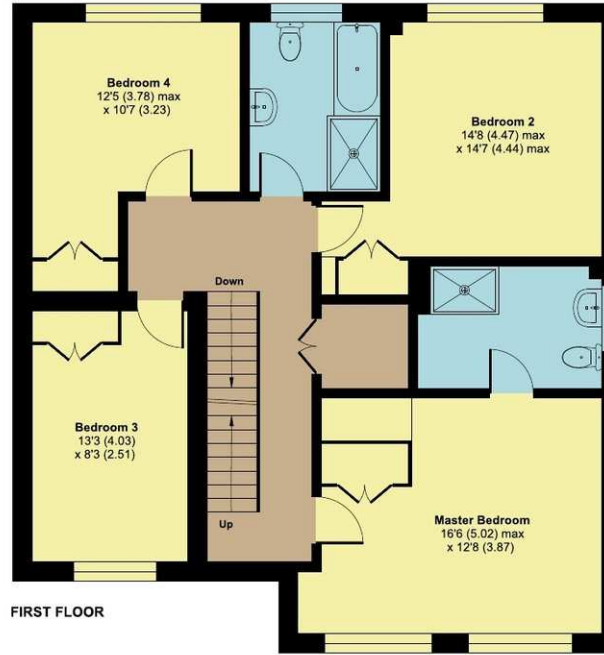 Bedroom 4
12'5 (3.78) max
x 10'7 (3.23)
Bedroom 2
14'8 (4.47) max
x 14'7 (4.44) max
Down
Bedroom 3
13'3 (4.03)
x 8'3 (2.51)
Up
Master Bedroom
16'6 (5.02) max
x 12'8 (3.87)
FIRST FLOOR